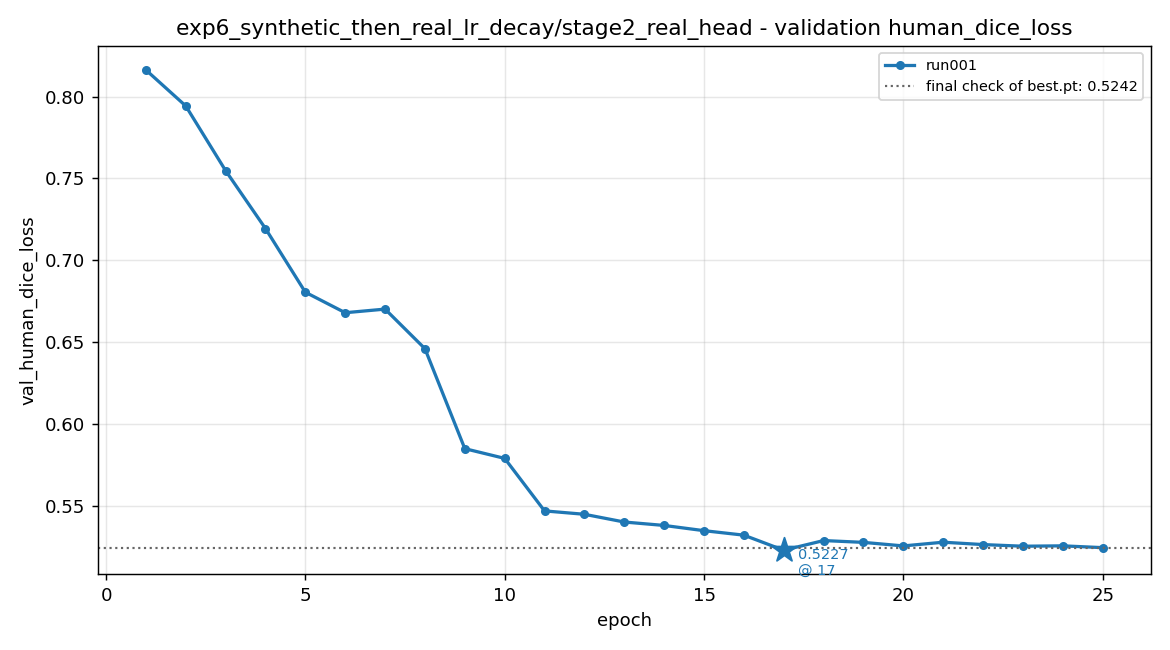 exp6_synthetic_then_real_lr_decay/stage2_real_head - validation human_dice_loss
run001
final check of best.pt: 0.5242
val_human_dice_loss
0.80
0.75
0.70
0.65
0.60
0.55
0.5227
@ 17
0 5 10 15 20 25
epoch